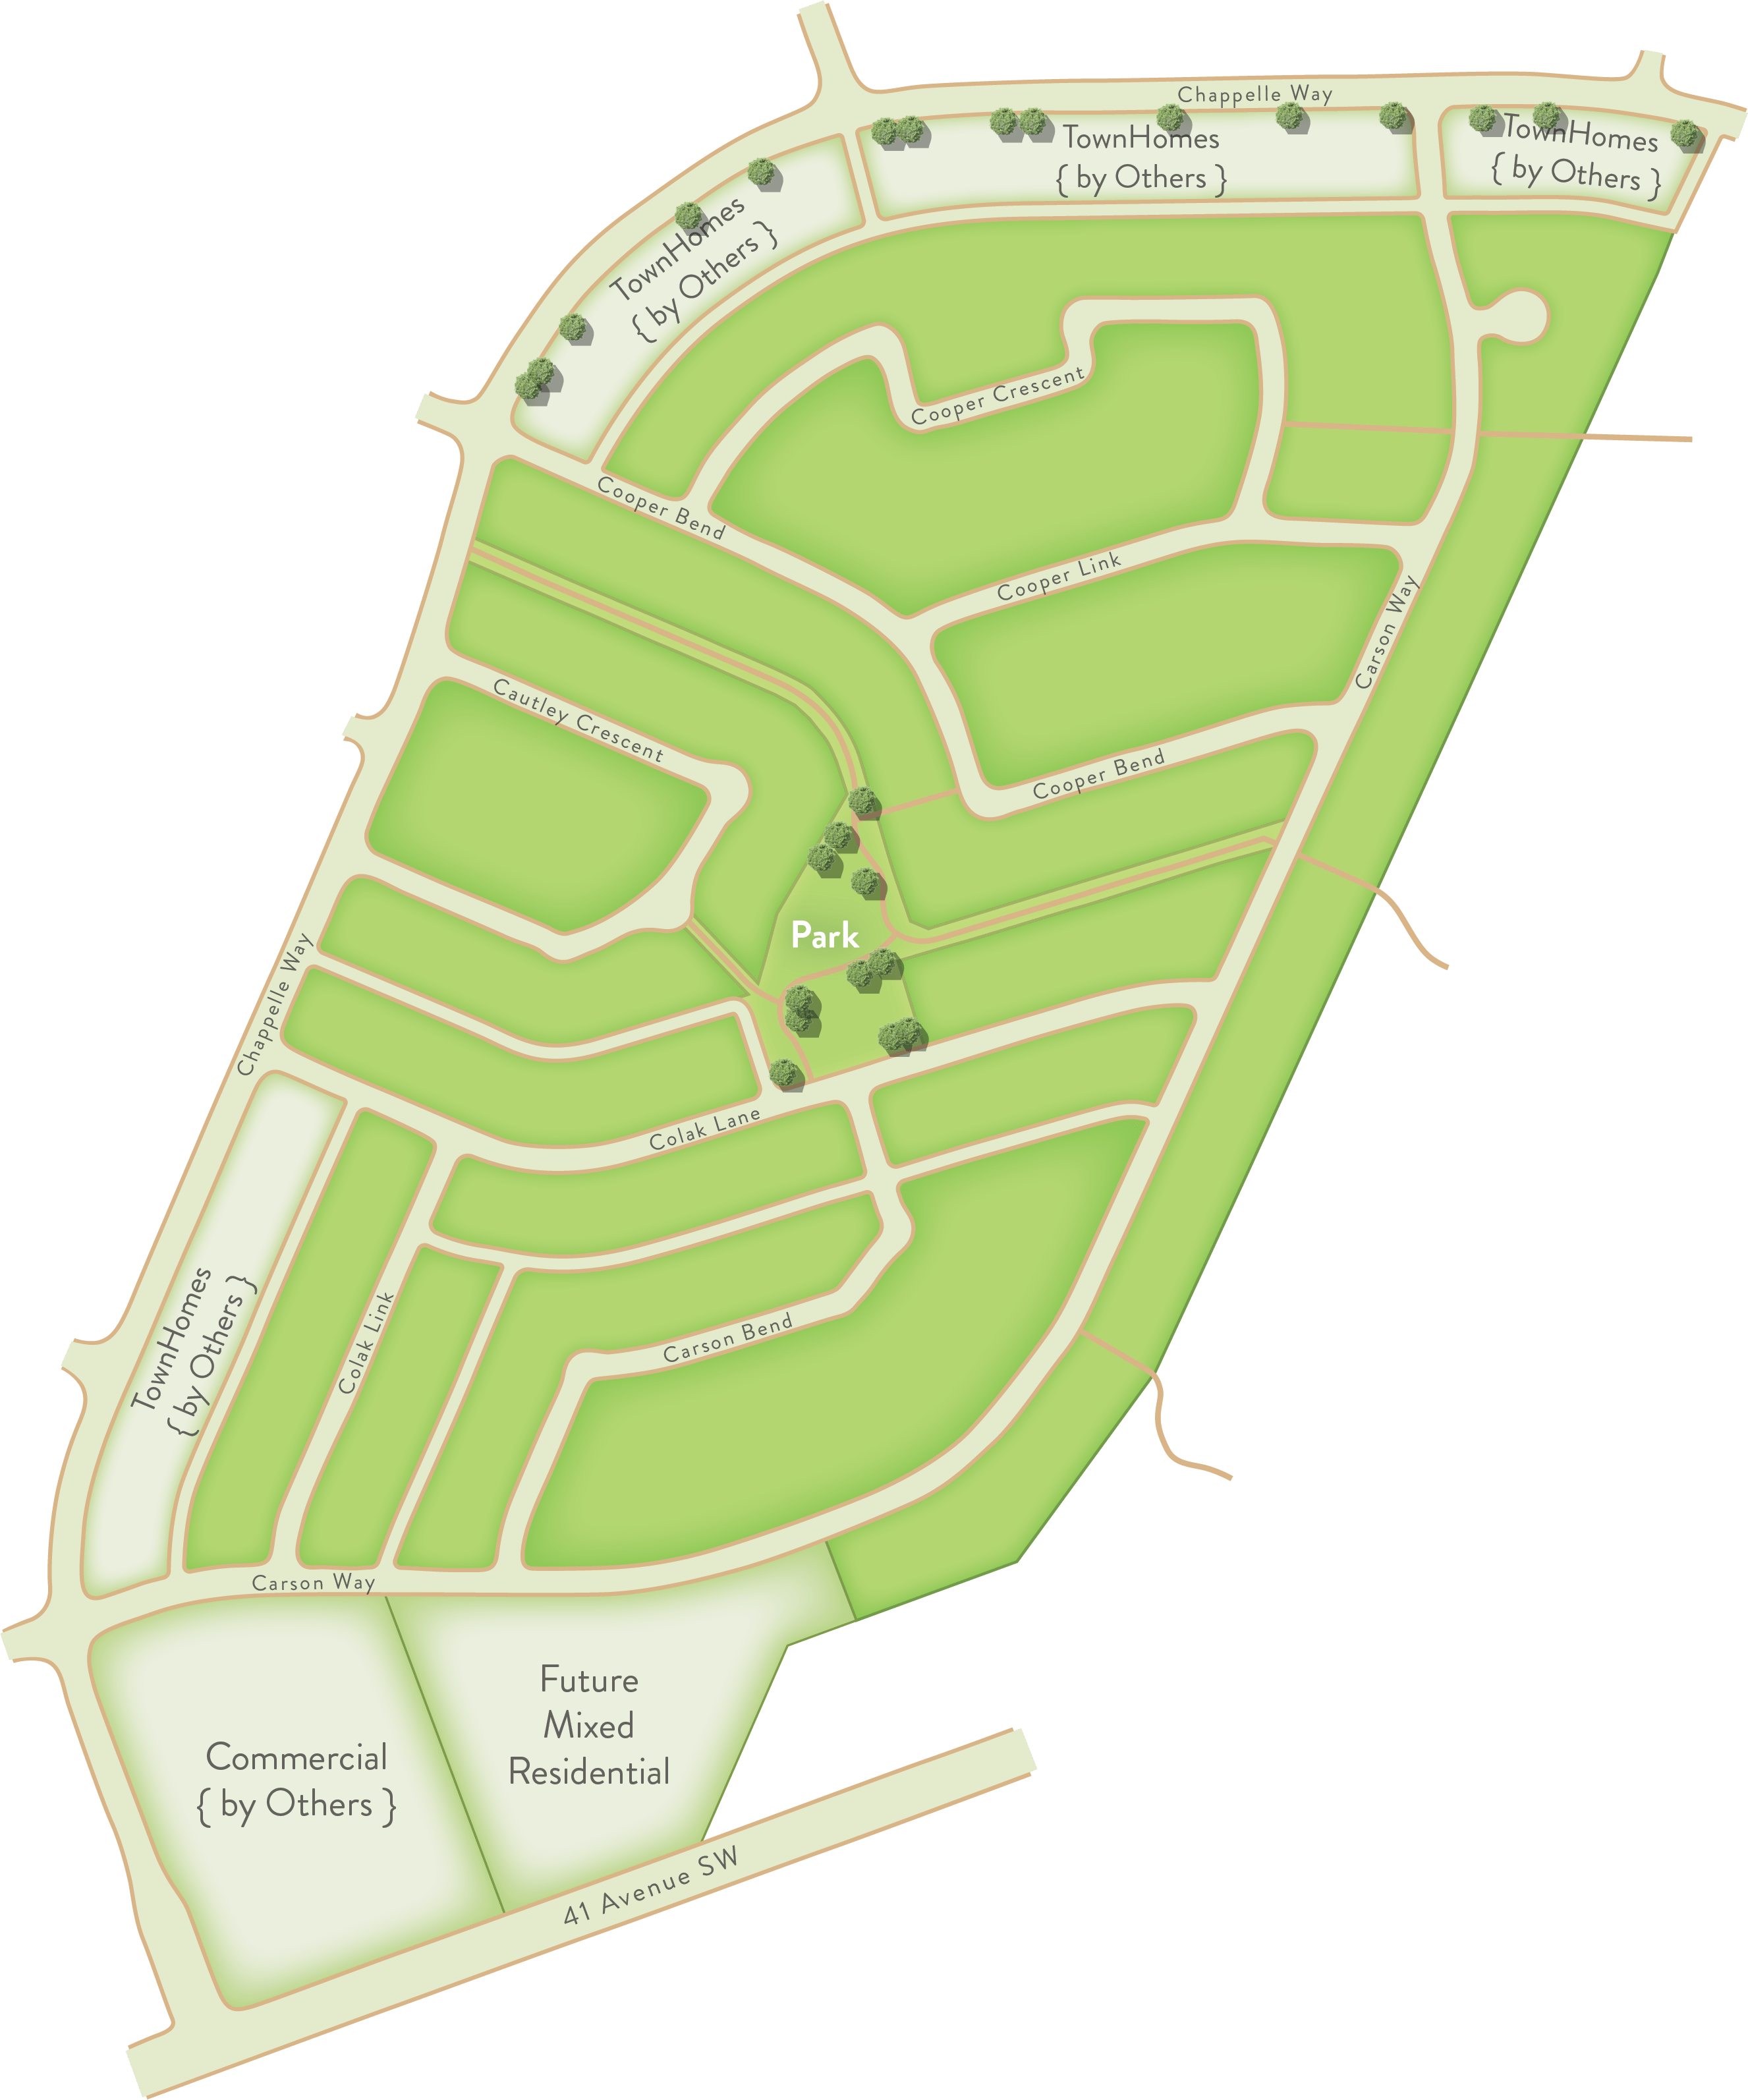 Chappelle Way
TownHomes
{ by Others }
TownHomes
{ by Others }
TownHomes
{ by Others }
Cooper Crescent
Cooper Bend
Cooper Link
Carson Way
Cautley Crescent
Cooper Bend
Park
Chappelle Way
Colak Lane
TownHomes
{ by Others }
Colak Link
Carson Bend
Carson Way
Future
Mixed
Residential
Commercial
{ by Others }
41 Avenue SW